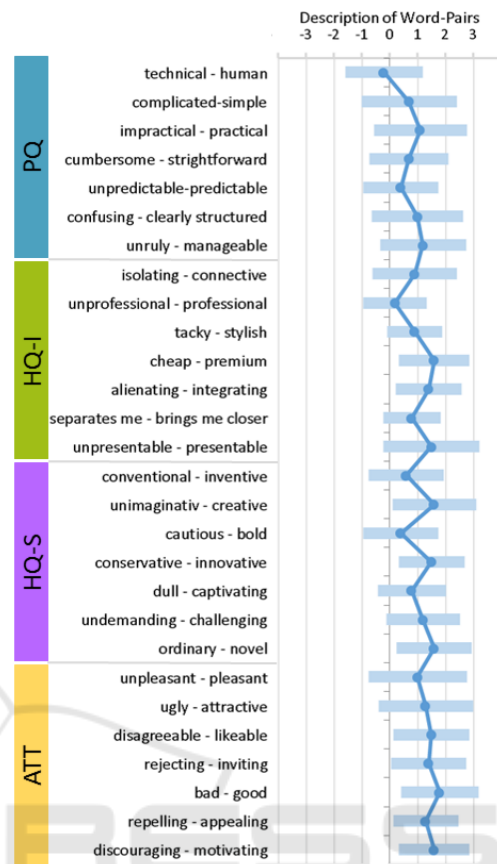 Description of Word-Pairs
-3 -2 -1 0 1 2 3
PQ
technical - human
complicated-simple
impractical - practical
cumbersome - strightforward
unpredictable-predictable
confusing - clearly structured
unruly - manageable
HQ-I
isolating - connective
unprofessional - professional
tacky - stylish
cheap - premium
alienating - integrating
separates me - brings me closer
unpresentable - presentable
HQ-S
conventional - inventive
unimaginativ - creative
cautious - bold
conservative - innovative
dull - captivating
undemanding - challenging
ordinary - novel
ATT
unpleasant - pleasant
ugly - attractive
disagreeable - likeable
rejecting - inviting
bad - good
repelling - appealing
discouraging - motivating